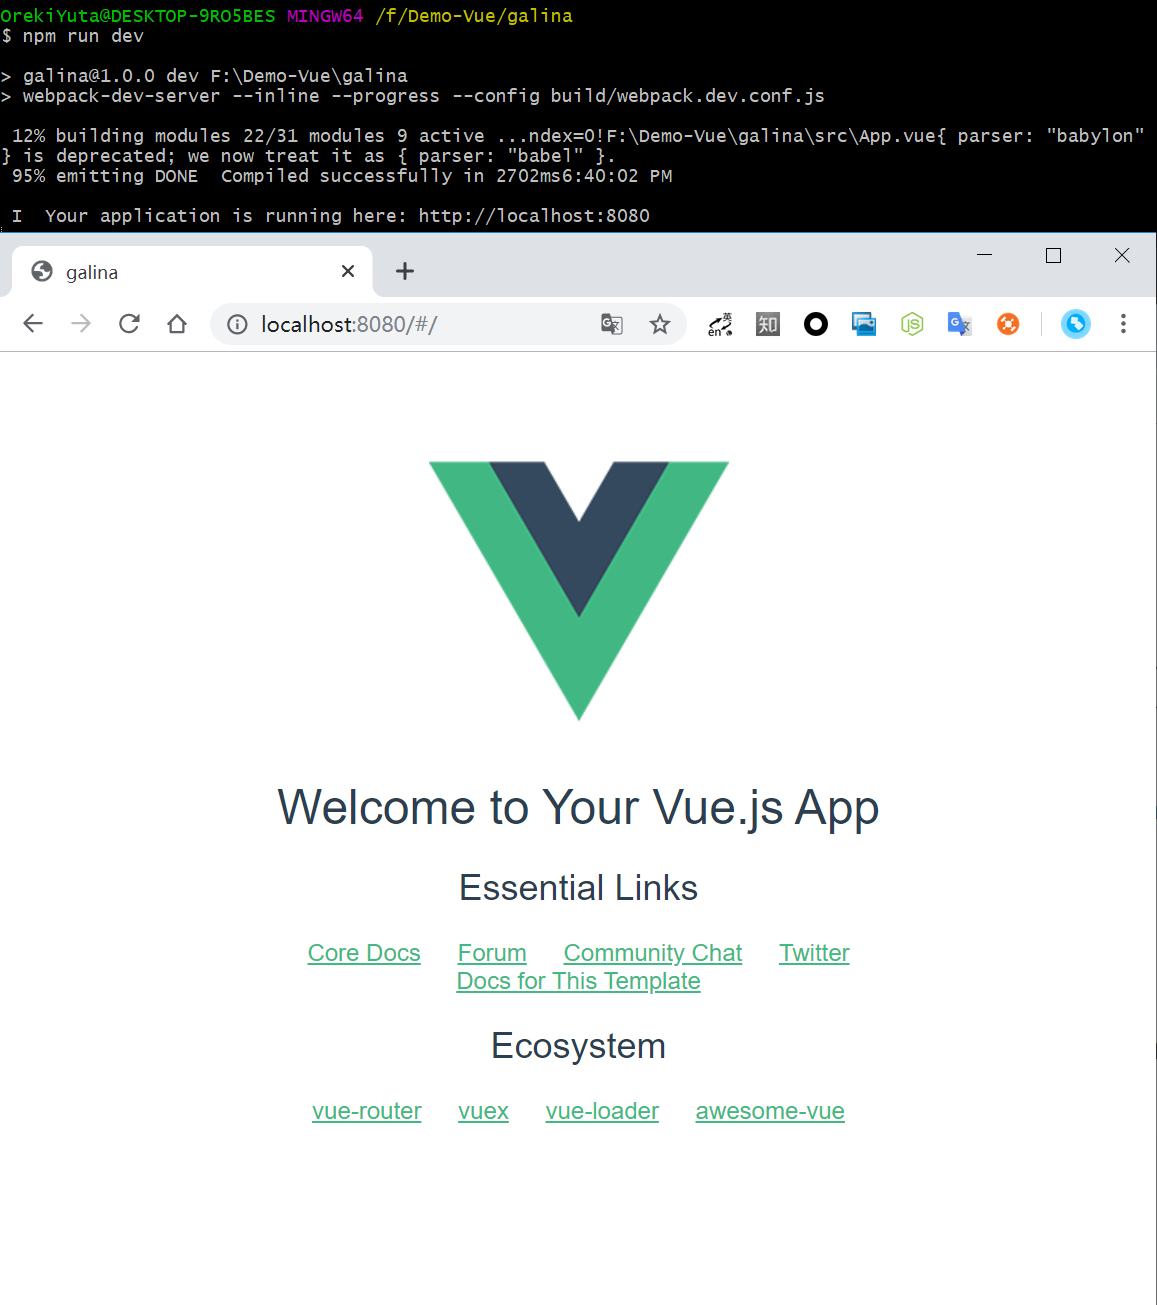 OrekiYuta@DESKTOP-9RO5BES MINGW64 /f/Demo-Vue/galina
$ npm run dev
> galina@1.0.0 dev F:\Demo-Vue\galina
> webpack-dev-server --inline --progress --config build/webpack.dev.conf.js
12% building modules 22/31 modules 9 active ...ndex=0!F:\Demo-Vue\galina\src\App.vue{ parser: "babylon"
} is deprecated; we now treat it as { parser: "babel" }.
95% emitting DONE  Compiled successfully in 2702ms6:40:02 PM
I  Your application is running here: http://localhost:8080
galina
localhost:8080/#/
英
en
知
JS
G 文
Welcome to Your Vue.js App
Essential Links
Core Docs Forum Community Chat Twitter
Docs for This Template
Ecosystem
vue-router vuex vue-loader awesome-vue